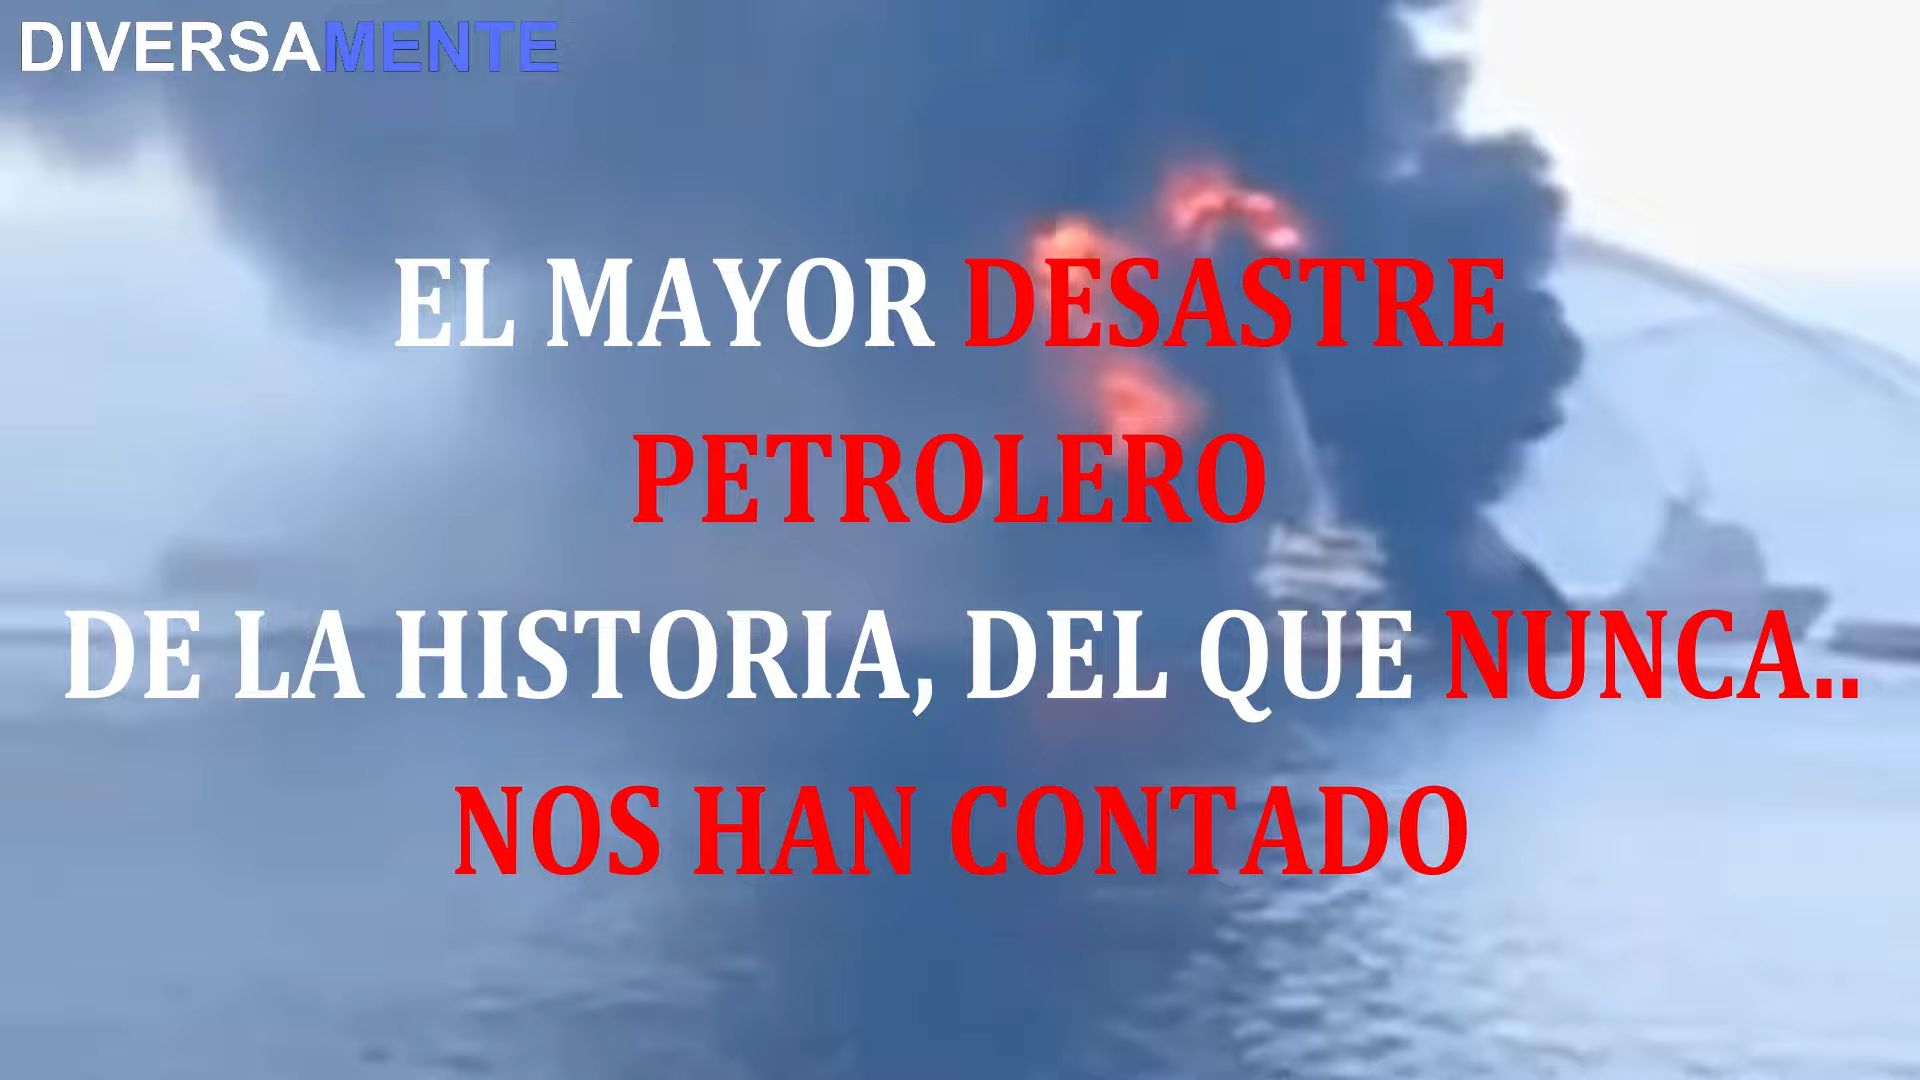 DIVERSAMENTE
EL MAYOR DESASTRE
PETROLERO
DE LA HISTORIA, DEL QUE NUNCA..
NOS HAN CONTADO